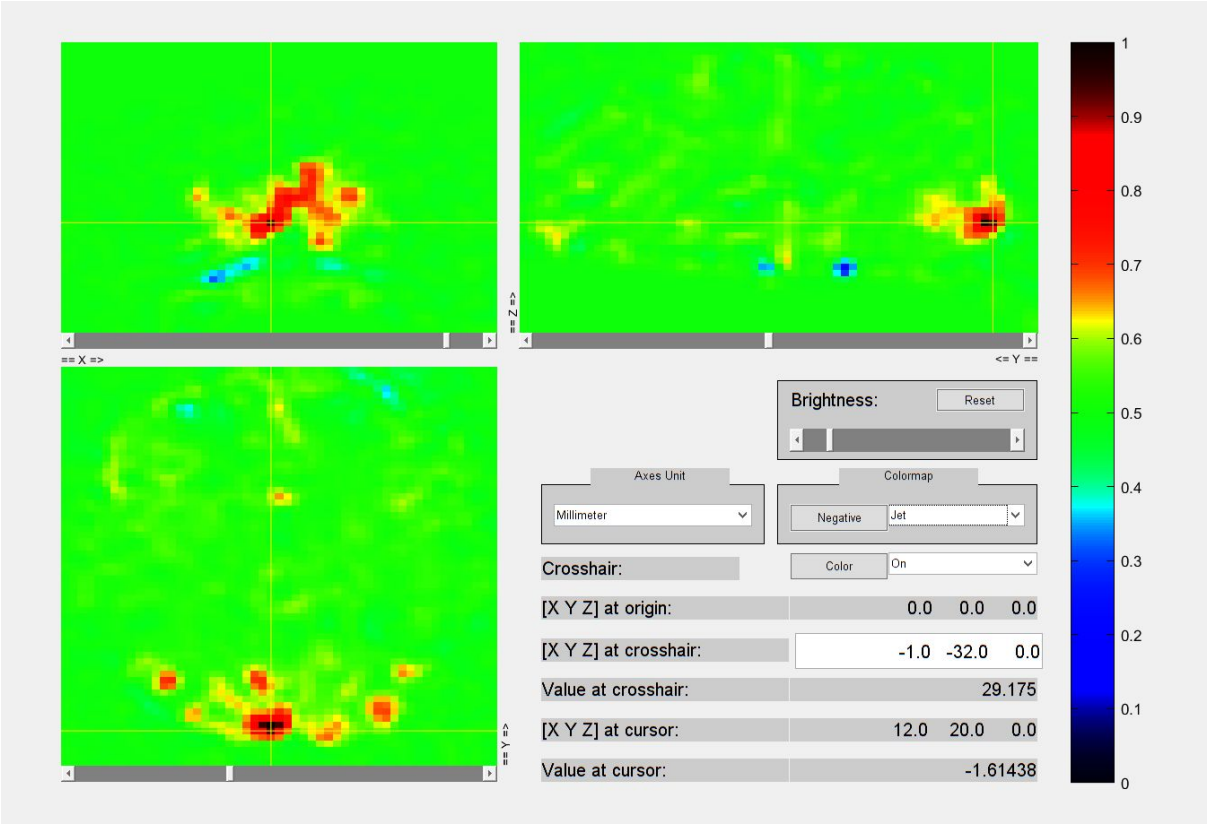 1
0.9
0.8
0.7
0.6
0.5
0.4
0.3
0.2
0.1
0
== Z =>
== X =>
<= Y ==
== Y =>
Brightness:
Reset
Axes Unit
Millimeter
Colormap
Negative
Jet
Crosshair:
Color
On
[X Y Z] at origin: 0.0 0.0 0.0
[X Y Z] at crosshair: -1.0 -32.0 0.0
Value at crosshair: 29.175
[X Y Z] at cursor: 12.0 20.0 0.0
Value at cursor: -1.61438